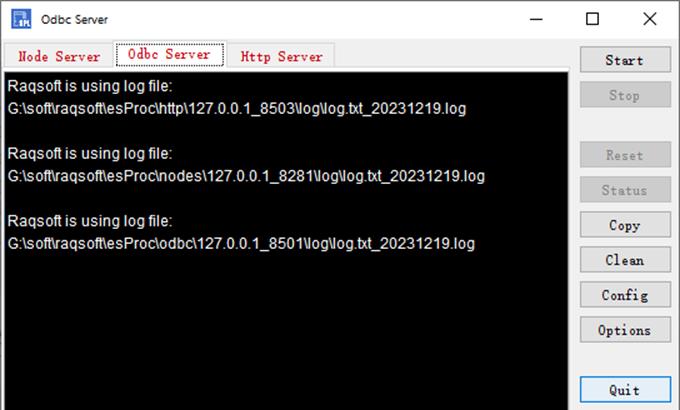 Odbc Server
Node Server
Odbc Server
Http Server
Raqsoft is using log file:
G:\soft\raqsoft\esProc\http\127.0.0.1_8503\log\log.txt_20231219.log
Raqsoft is using log file:
G:\soft\raqsoft\esProc\nodes\127.0.0.1_8281\log\log.txt_20231219.log
Raqsoft is using log file:
G:\soft\raqsoft\esProc\odbc\127.0.0.1_8501\log\log.txt_20231219.log
Start
Stop
Reset
Status
Copy
Clean
Config
Options
Quit